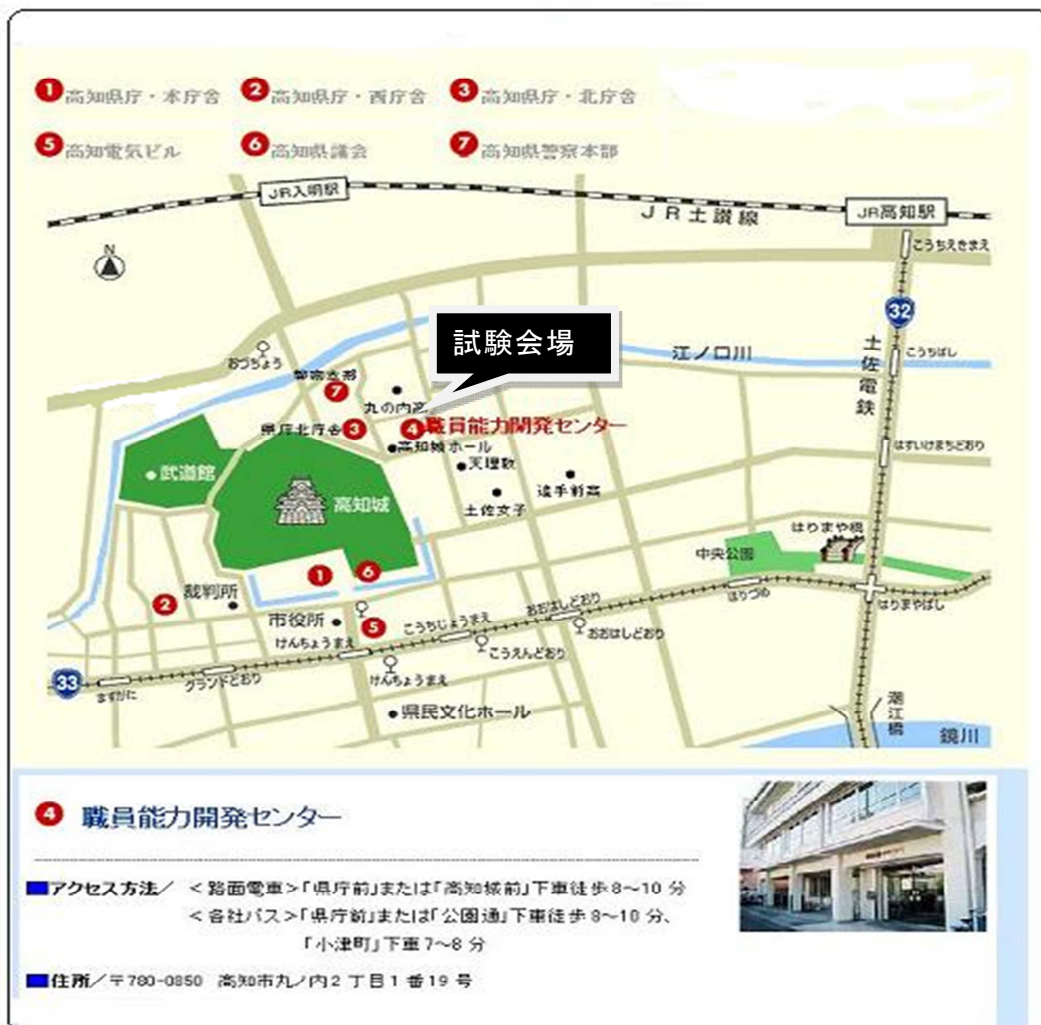 1 高知県庁・本庁舎 2 高知県庁・西庁舎 3 高知県庁・北庁舎
5 高知電気ビル 6 高知県議会 7 高知県警察本部
JR入明駅
JR土讃線
JR高知駅
こうちえきまえ
N
32
試験会場
江ノ口川
土佐電鉄
こうちばし
おづちょう
警察本部
7
丸の内高
県庁北庁舎 3
4 職員能力開発センター
高知城ホール
天理教
追手前高
土佐女子
はすいけまちどおり
武道館
高知城
はりまや橋
中央公園
1
6
2
裁判所
市役所
5
はりまやばし
おおはしどおり
こうちじょうまえ
けんちょうまえ
おおはしどおり
こうえんどおり
けんちょうまえ
グランドどおり
33
県民文化ホール
潮江橋
鏡川
4 職員能力開発センター
アクセス方法/ <路面電車>「県庁前」または「高知城前」下車徒歩8~10 分
<各社バス>「県庁前」または「公園通」下車徒歩 8~10 分、
「小津町」下車 7~8 分
住所/〒780-0850 高知市丸ノ内2丁目1番19号